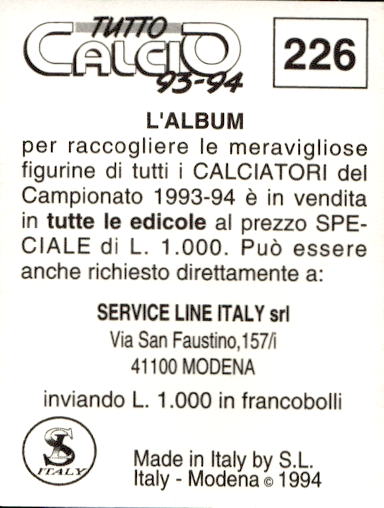 TUTTO
CALCIO
93-94
226
L'ALBUM
per raccogliere le meravigliose
figurine di tutti i CALCIATORI del
Campionato 1993-94 è in vendita
in tutte le edicole al prezzo SPE-
CIALE di L. 1.000. Può essere
anche richiesto direttamente a:
SERVICE LINE ITALY srl
Via San Faustino,157/i
41100 MODENA
inviando L. 1.000 in francobolli
SL
ITALY
Made in Italy by S.L.
Italy - Modena © 1994